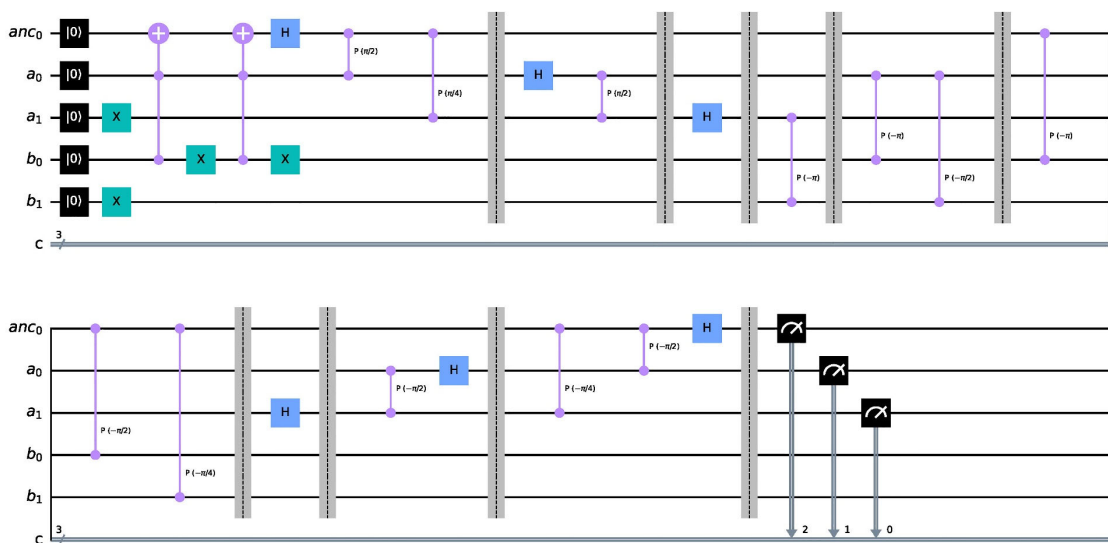 anc₀ |0⟩ H P (π/2) P (π/4) P (−π)
a₀ |0⟩ H P (π/2) P (−π) P (−π/2)
a₁ |0⟩ X H P (−π)
b₀ |0⟩ X X
b₁ |0⟩ X
c 3
anc₀ P (−π/2) P (−π/4) P (−π/4) P (−π/2) H
a₀ P (−π/2) H
a₁ H
b₀
b₁
c 3 2 1 0